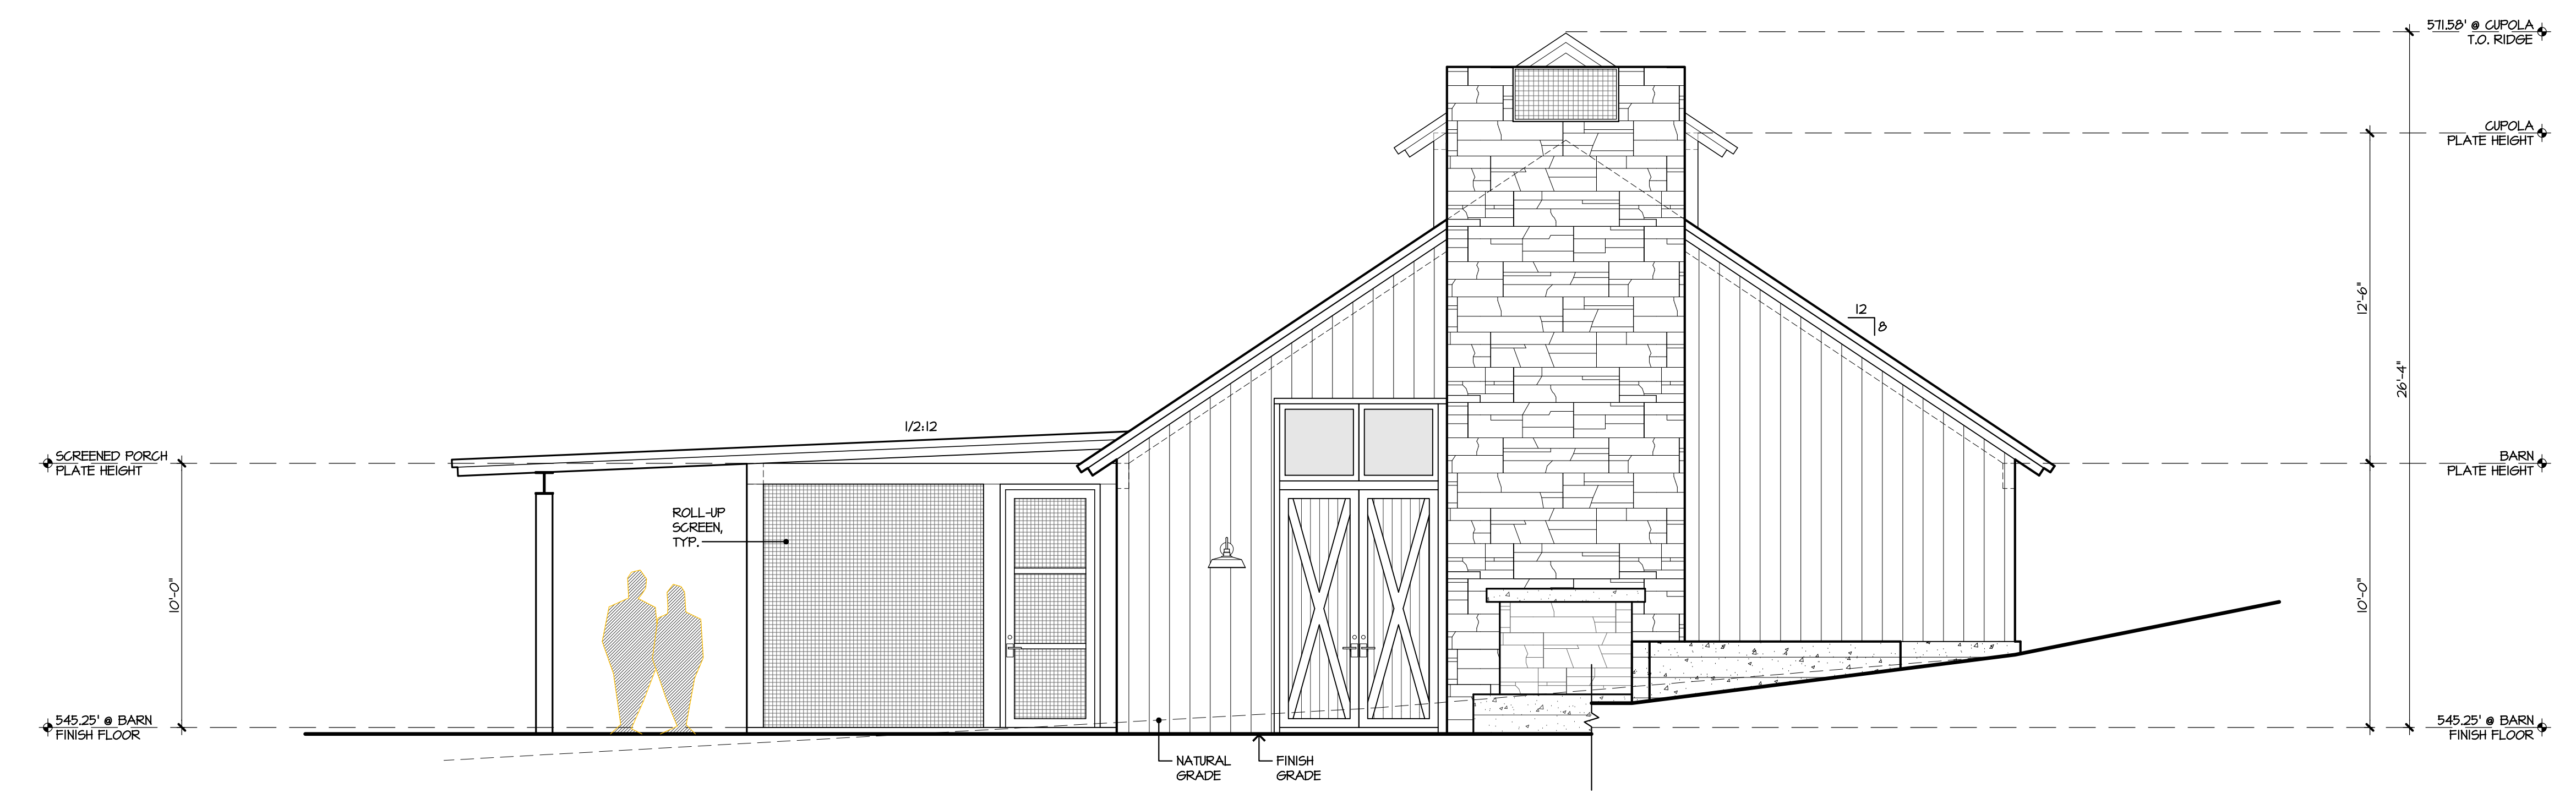 571.58' @ CUPOLA
T.O. RIDGE
CUPOLA
PLATE HEIGHT
12'-6"
12
8
26'-4"
1/2:12
SCREENED PORCH
PLATE HEIGHT
BARN
PLATE HEIGHT
ROLL-UP
SCREEN,
TYP.
10'-0"
10'-0"
545.25' @ BARN
FINISH FLOOR
545.25' @ BARN
FINISH FLOOR
NATURAL
GRADE
FINISH
GRADE